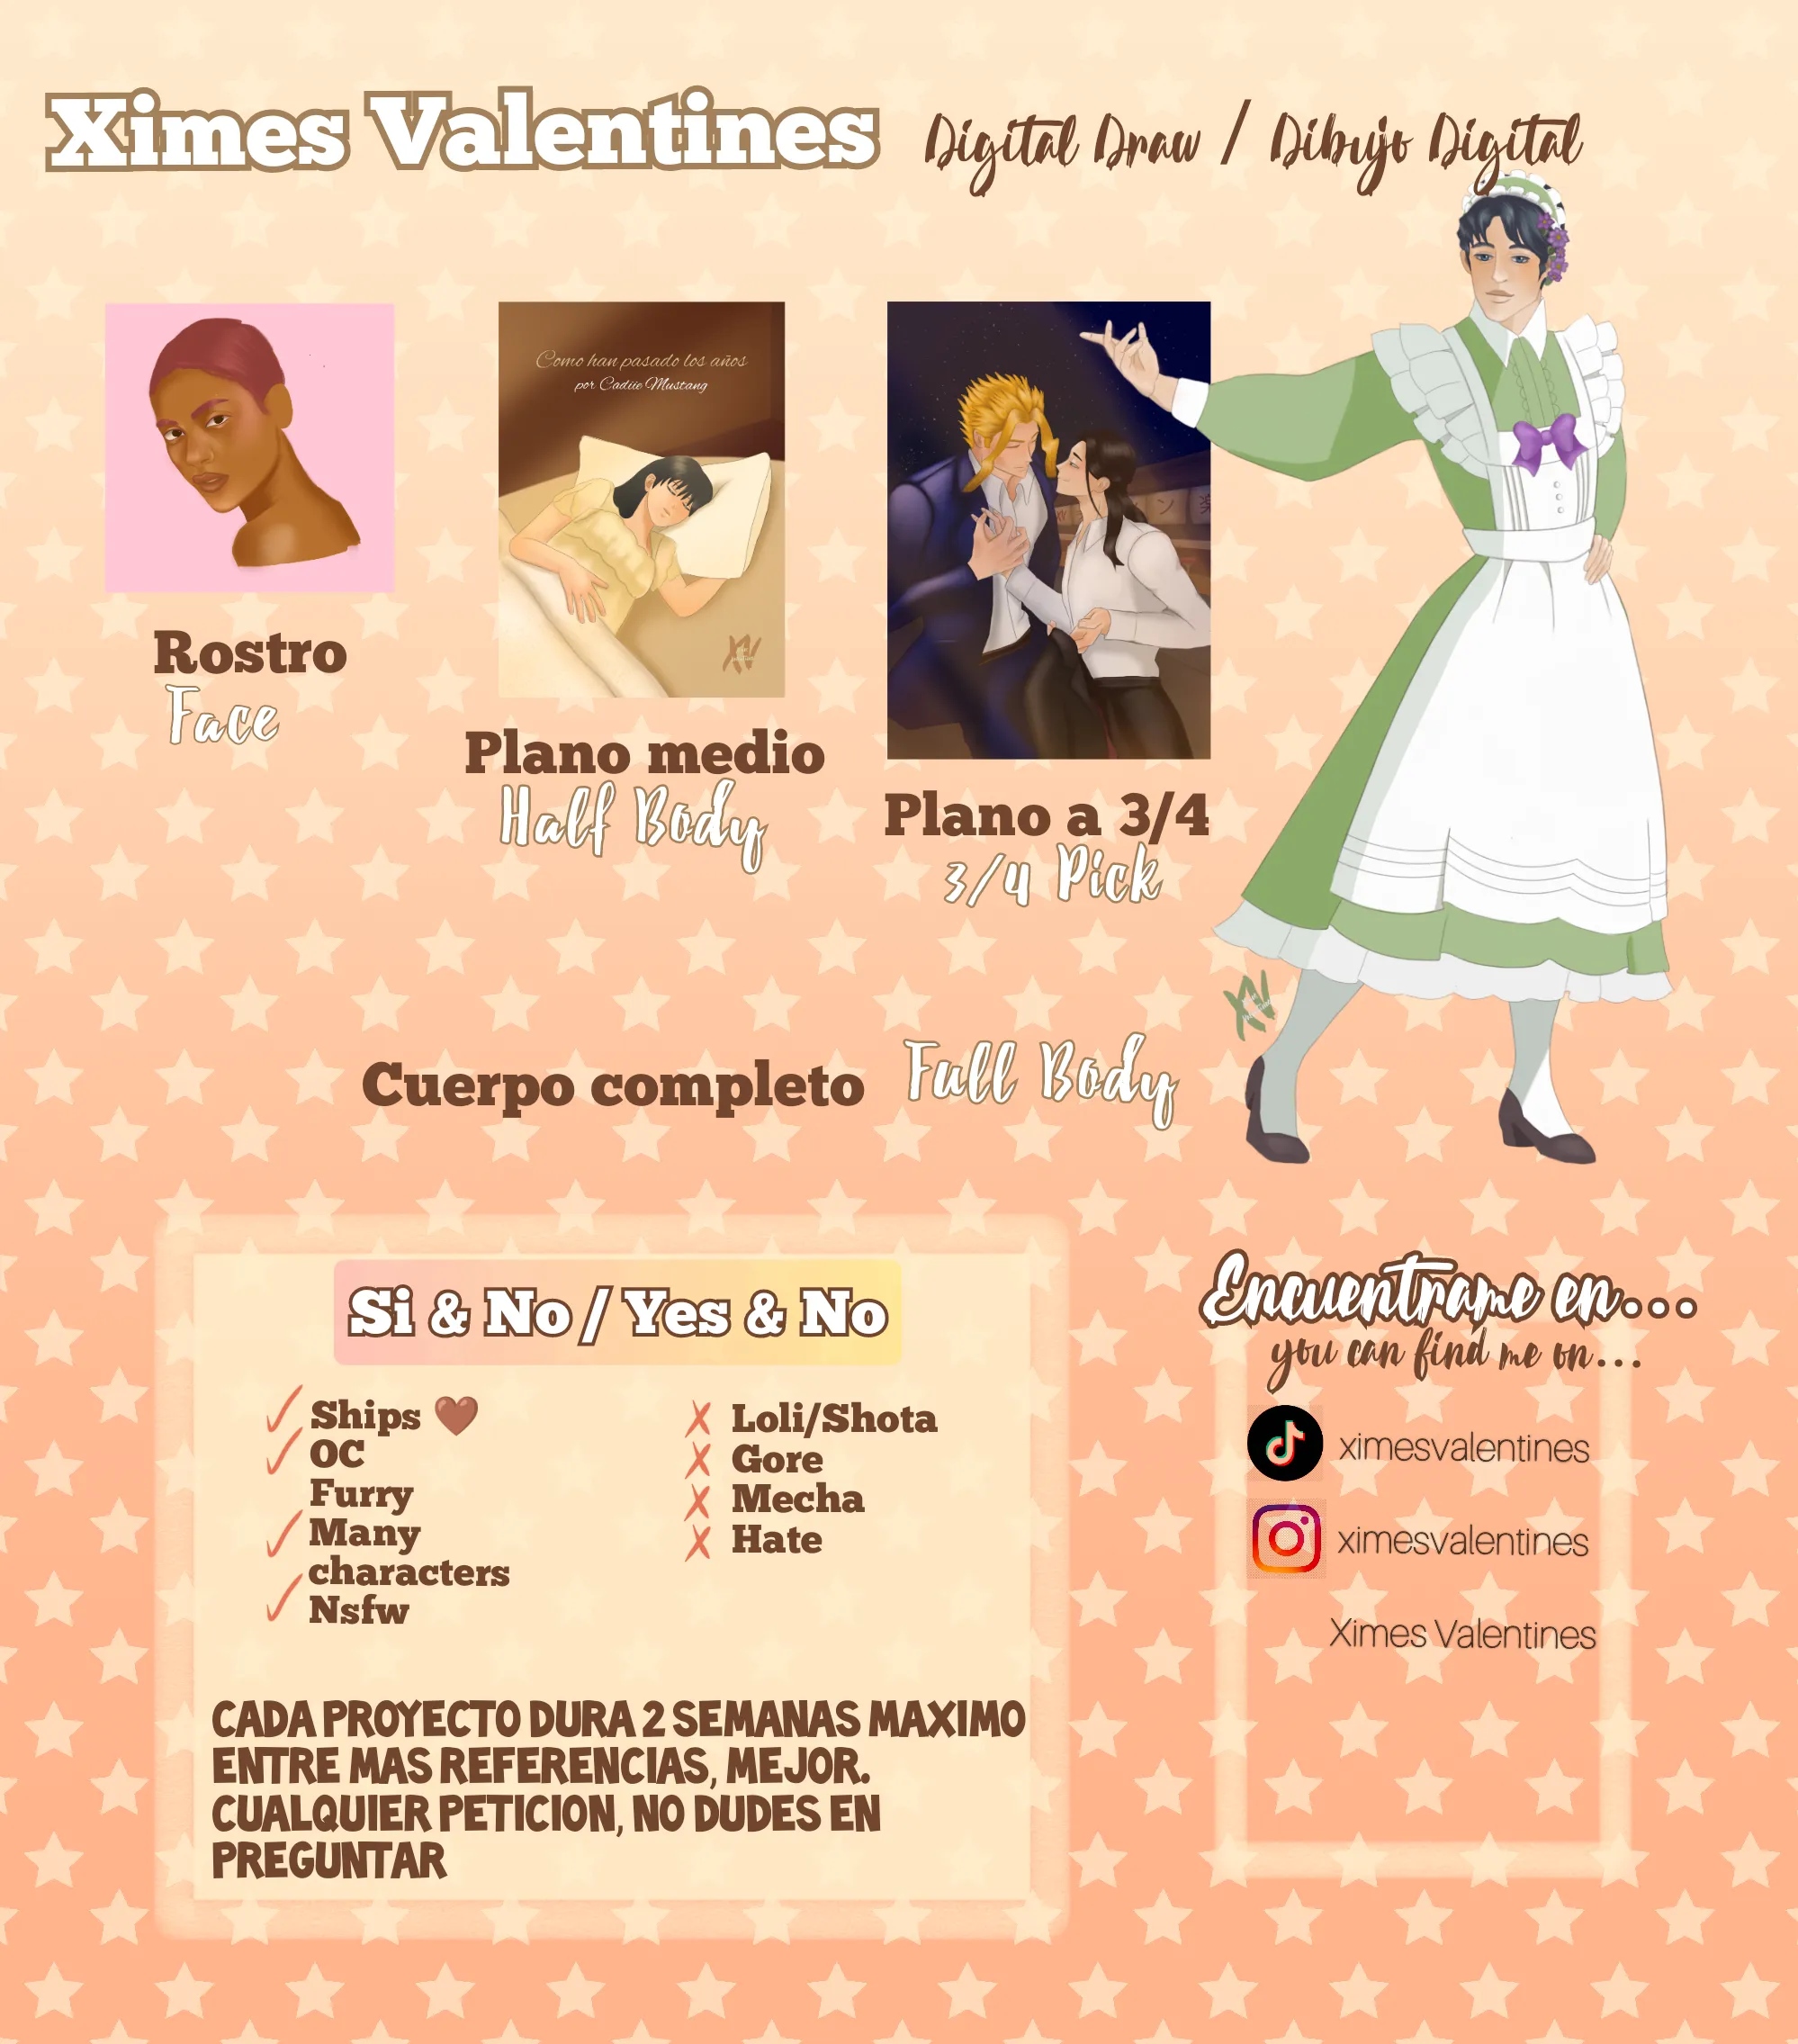 Ximes Valentines
Digital Draw / Dibujo Digital
Como han pasado los años
por Cadiie Mustang
XV
Rostro
Face
Plano medio
Half Body
Plano a 3/4
3/4 Pick
XV
Cuerpo completo
Full Body
Si & No / Yes & No
Ships
OC
Furry
Many
characters
Nsfw
Loli/Shota
Gore
Mecha
Hate
CADA PROYECTO DURA 2 SEMANAS MAXIMO
ENTRE MAS REFERENCIAS, MEJOR.
CUALQUIER PETICION, NO DUDES EN
PREGUNTAR
Encuentrame en...
you can find me on...
ximesvalentines
ximesvalentines
Ximes Valentines